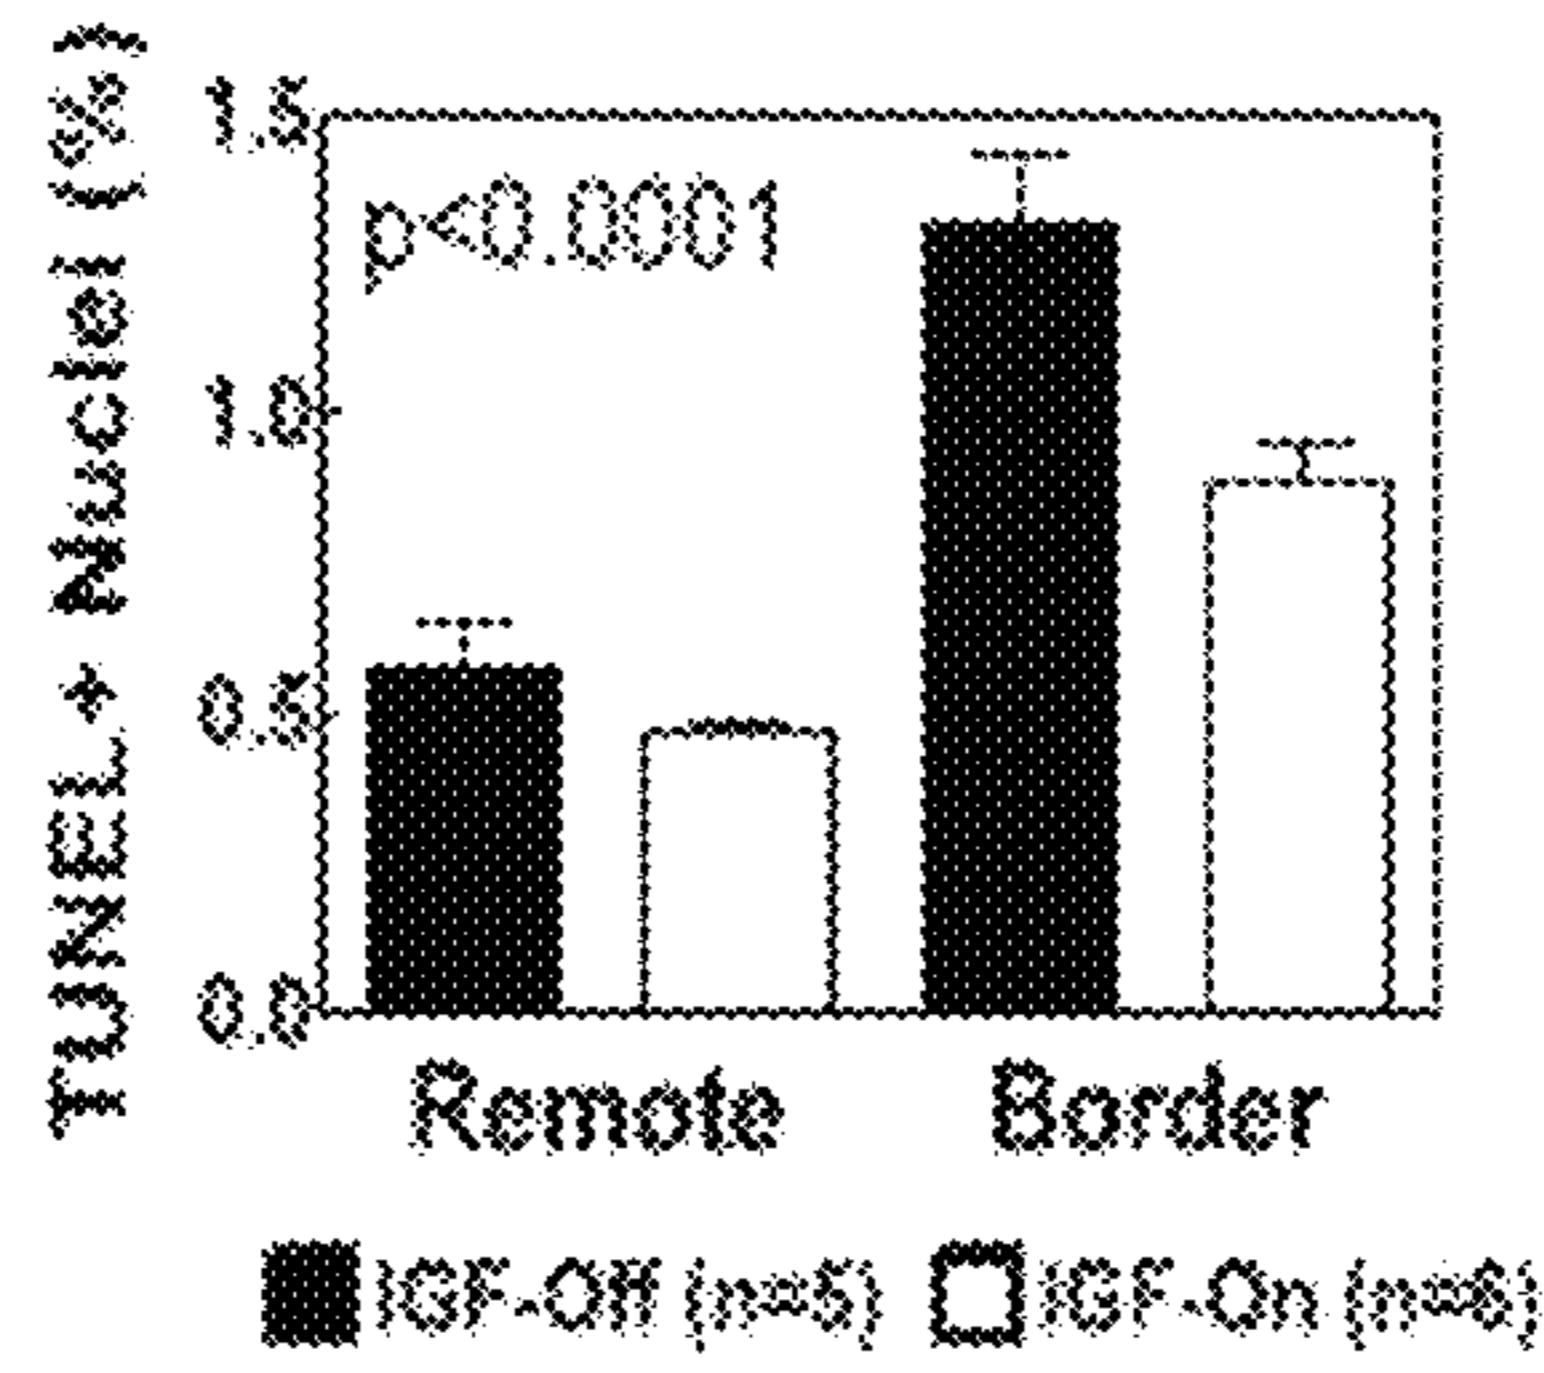 TUNEL+ Nuclei (%)
1.5
p<0.0001
1.0
0.5
0.0
Remote Border
IGF-Off (n=5) IGF-On (n=6)